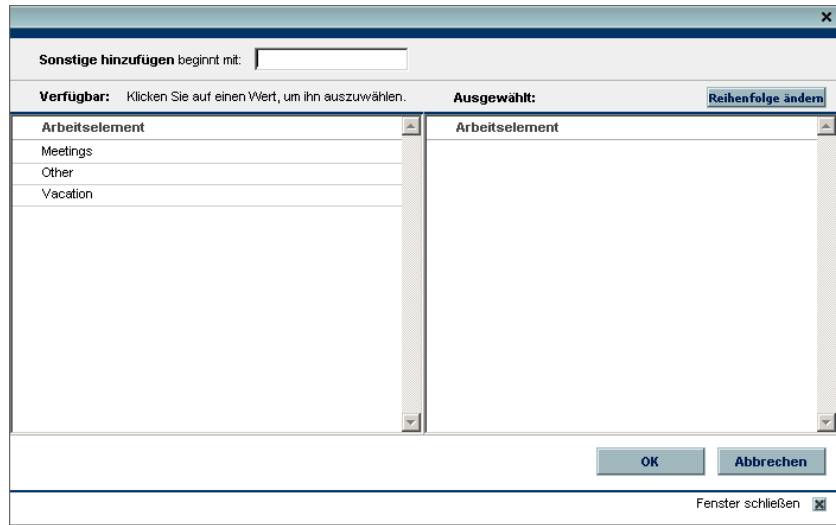 Sonstige hinzufügen beginnt mit:
Verfügbar: Klicken Sie auf einen Wert, um ihn auszuwählen.
Ausgewählt:
Reihenfolge ändern
Arbeitselement
Meetings
Other
Vacation
Arbeitselement
OK
Abbrechen
Fenster schließen